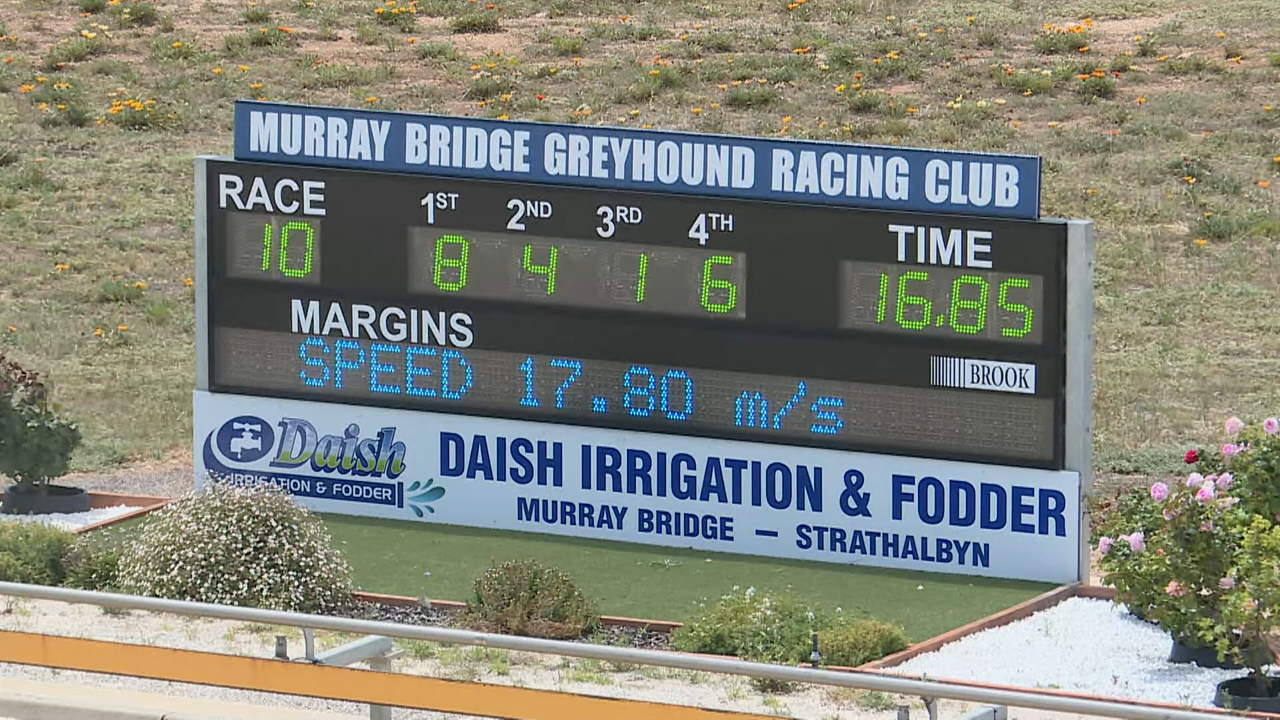 MURRAY BRIDGE GREYHOUND RACING CLUB
RACE 1ST 2ND 3RD 4TH TIME
10 8 4 1 6 16.85
MARGINS
BROOK
SPEED 17.80 m/s
Daish
IRRIGATION & FODDER
DAISH IRRIGATION & FODDER
MURRAY BRIDGE – STRATHALBYN